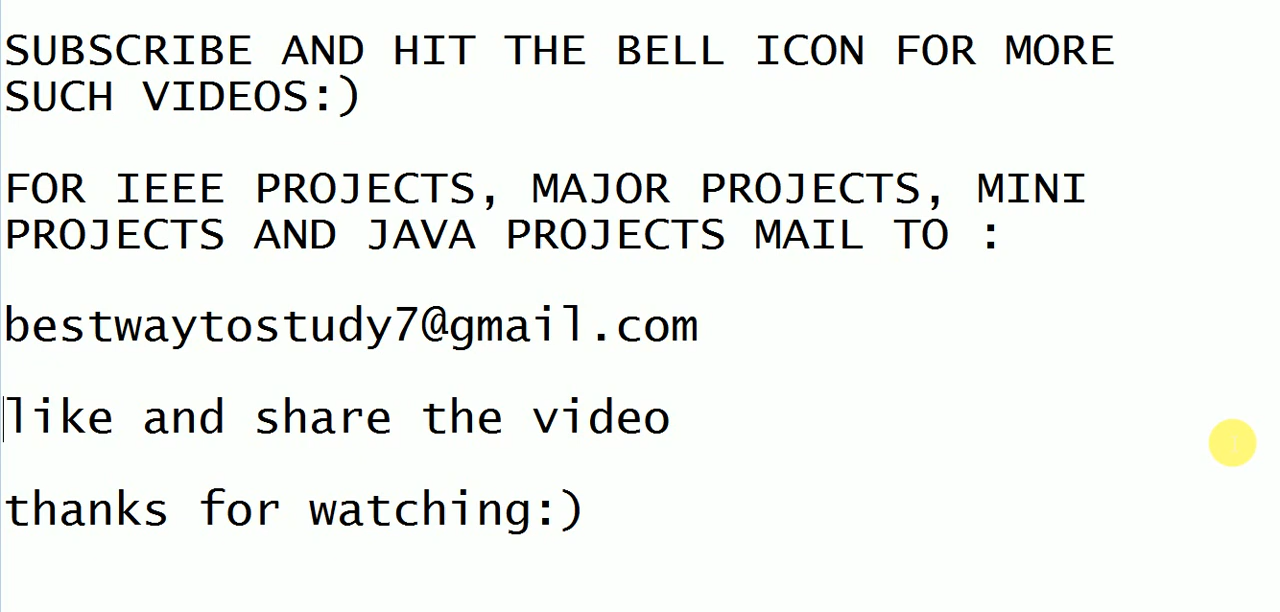 SUBSCRIBE AND HIT THE BELL ICON FOR MORE
SUCH VIDEOS:)
FOR IEEE PROJECTS, MAJOR PROJECTS, MINI
PROJECTS AND JAVA PROJECTS MAIL TO :
bestwaytostudy7@gmail.com
like and share the video
thanks for watching:)